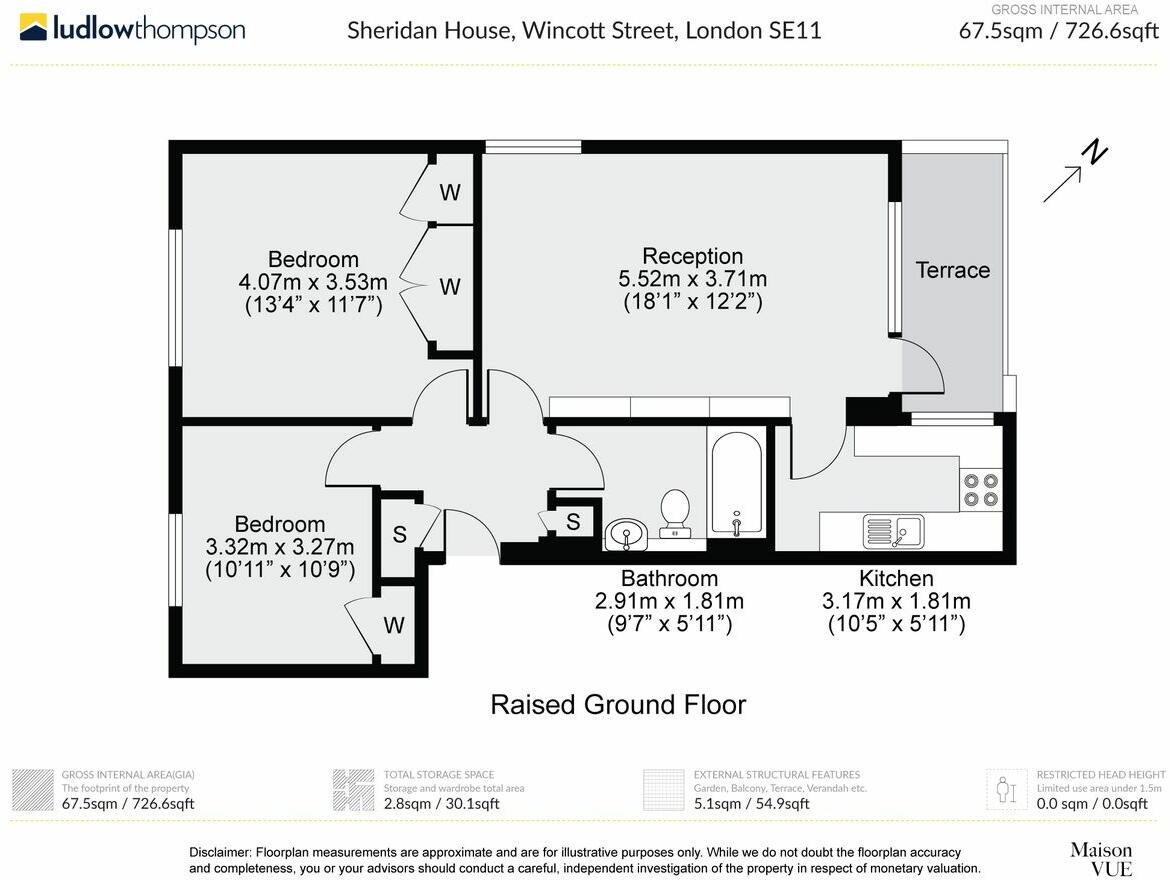 ludlowthompson
Sheridan House, Wincott Street, London SE11
GROSS INTERNAL AREA
67.5sqm / 726.6sqft
N
W
W
Bedroom
4.07m x 3.53m
(13’4” x 11’7”)
Reception
5.52m x 3.71m
(18’1” x 12’2”)
Terrace
Bedroom
3.32m x 3.27m
(10’11” x 10’9”)
S
S
W
Bathroom
2.91m x 1.81m
(9’7” x 5’11”)
Kitchen
3.17m x 1.81m
(10’5” x 5’11”)
Raised Ground Floor
GROSS INTERNAL AREA(GIA)
The footprint of the property
67.5sqm / 726.6sqft
TOTAL STORAGE SPACE
Storage and wardrobe total area
2.8sqm / 30.1sqft
EXTERNAL STRUCTURAL FEATURES
Garden, Balcony, Terrace, Verandah etc.
5.1sqm / 54.9sqft
RESTRICTED HEAD HEIGHT
Limited use area under 1.5m
0.0 sqm / 0.0sqft
Disclaimer: Floorplan measurements are approximate and are for illustrative purposes only. While we do not doubt the floorplan accuracy
and completeness, you or your advisors should conduct a careful, independent investigation of the property in respect of monetary valuation.
Maison
VUE